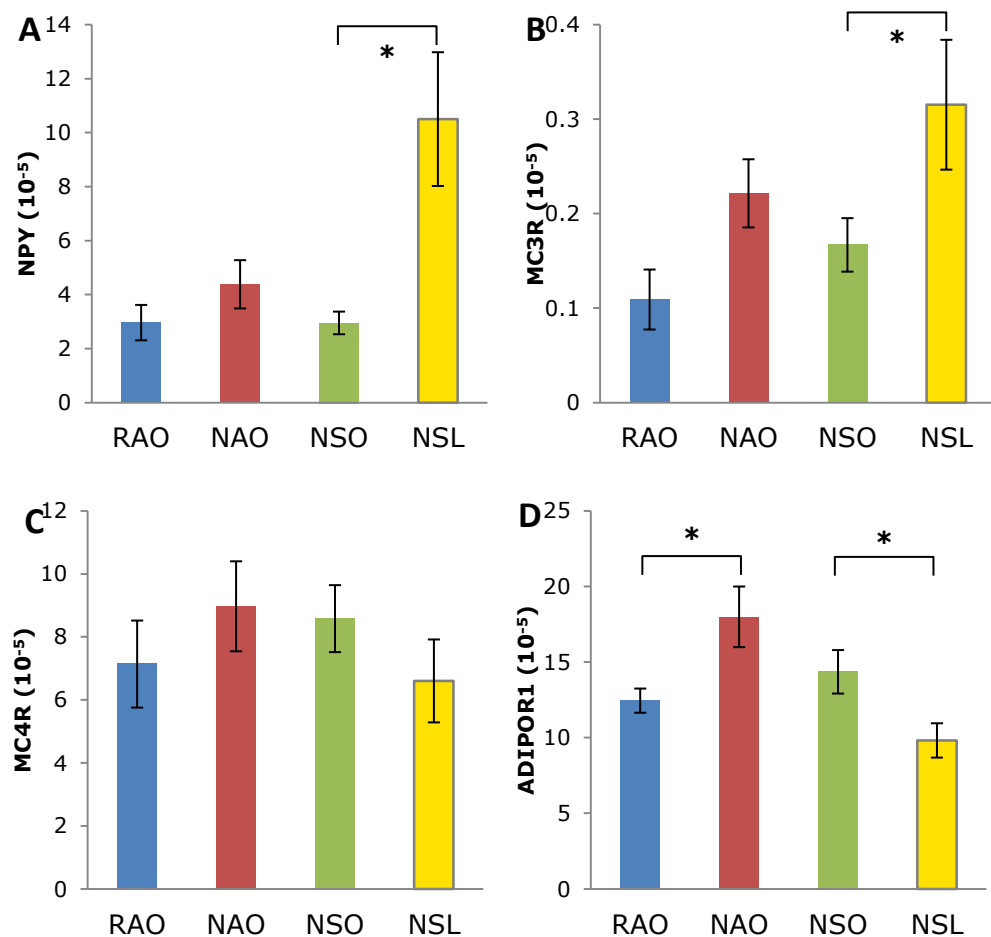 A
NPY (10⁻⁵)
14
12
10
8
6
4
2
0
*
RAO NAO NSO NSL
B
MC3R (10⁻⁵)
0.4
0.3
0.2
0.1
0
*
RAO NAO NSO NSL
C
MC4R (10⁻⁵)
12
10
8
6
4
2
0
RAO NAO NSO NSL
D
ADIPOR1 (10⁻⁵)
25
20
15
10
5
0
* *
RAO NAO NSO NSL